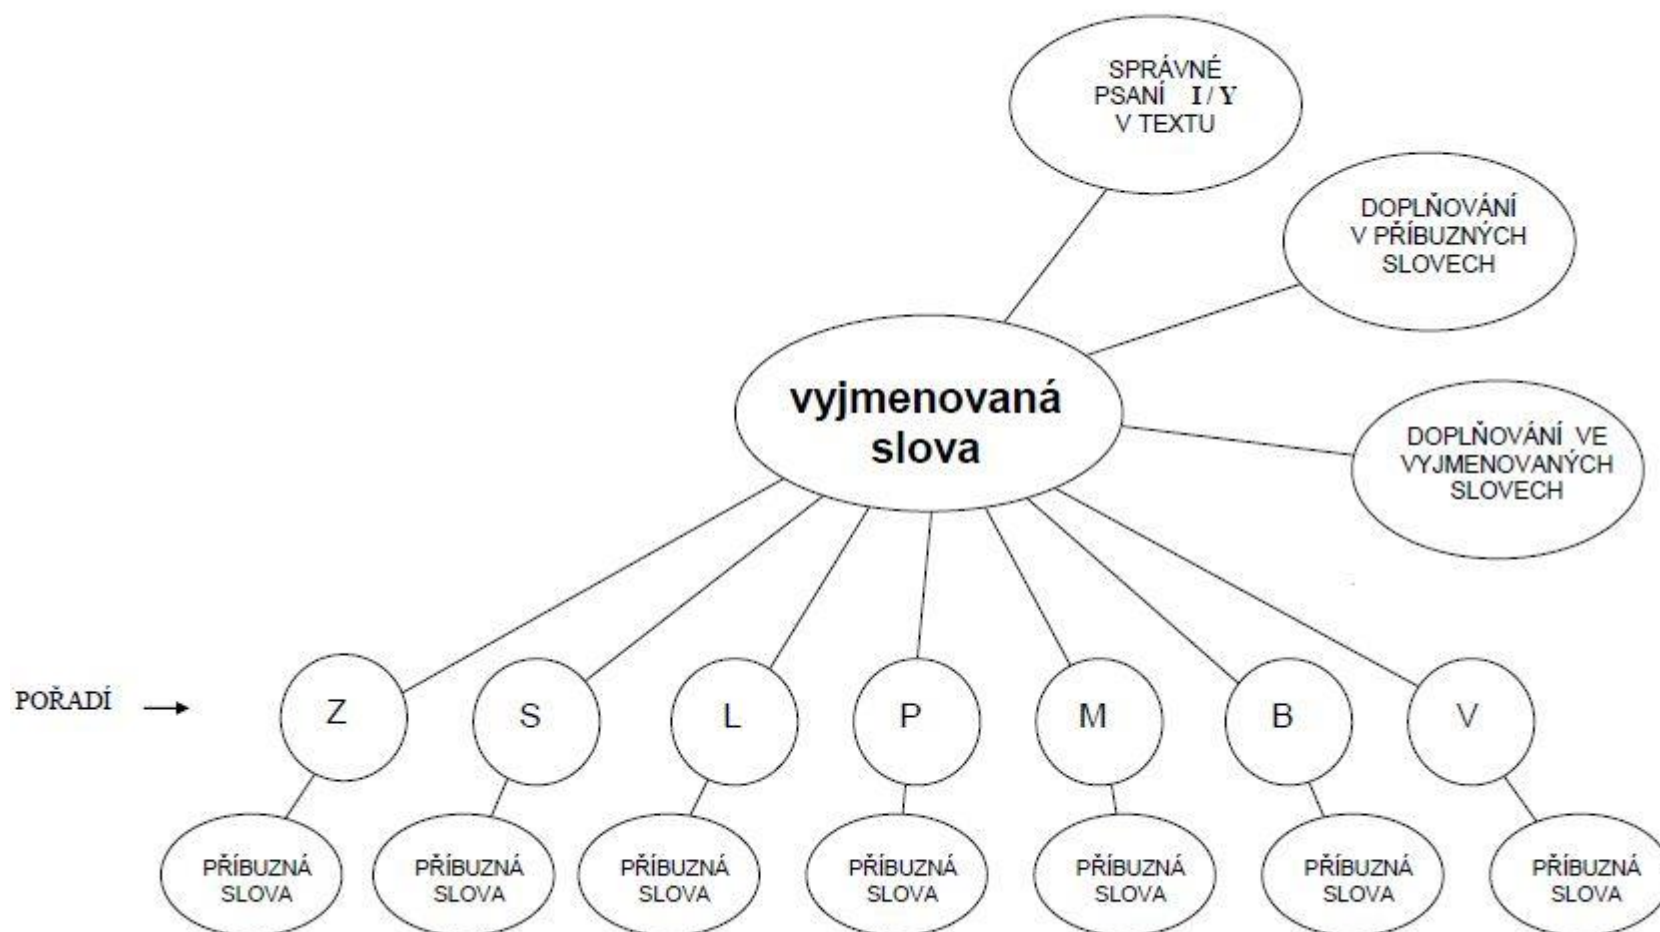 SPRÁVNÉ
PSANÍ I / Y
V TEXTU
DOPLŇOVÁNÍ
V PŘÍBUZNÝCH
SLOVECH
vyjmenovaná
slova
DOPLŇOVÁNÍ VE
VYJMENOVANÝCH
SLOVECH
POŘADÍ
Z
S
L
P
M
B
V
PŘÍBUZNÁ
SLOVA
PŘÍBUZNÁ
SLOVA
PŘÍBUZNÁ
SLOVA
PŘÍBUZNÁ
SLOVA
PŘÍBUZNÁ
SLOVA
PŘÍBUZNÁ
SLOVA
PŘÍBUZNÁ
SLOVA